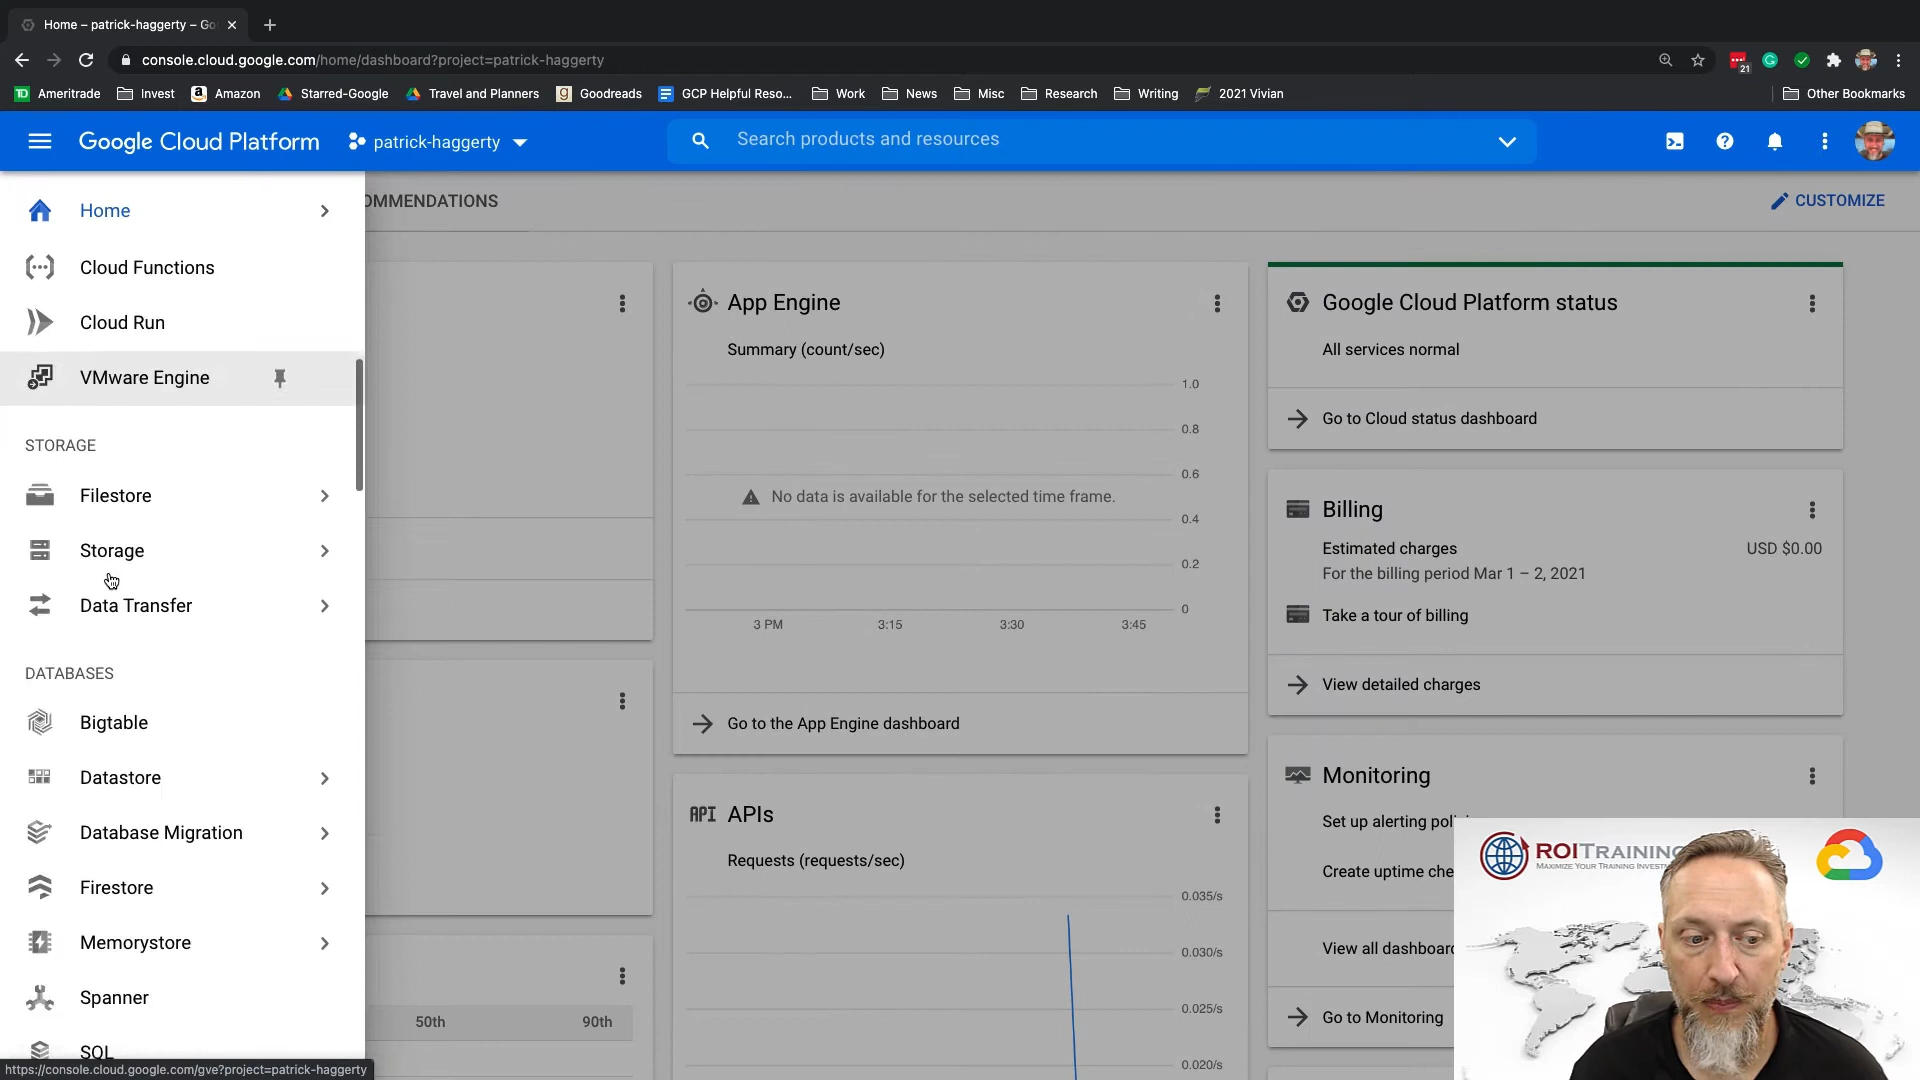 Home – patrick-haggerty – Go
console.cloud.google.com/home/dashboard?project=patrick-haggerty
21
Ameritrade
Invest
Amazon
Starred-Google
Travel and Planners
Goodreads
GCP Helpful Reso...
Work
News
Misc
Research
Writing
2021 Vivian
Other Bookmarks
Google Cloud Platform
patrick-haggerty
Search products and resources
Home
Cloud Functions
Cloud Run
VMware Engine
STORAGE
Filestore
Storage
Data Transfer
DATABASES
Bigtable
Datastore
Database Migration
Firestore
Memorystore
Spanner
SQL
https://console.cloud.google.com/gve?project=patrick-haggerty
OMMENDATIONS
CUSTOMIZE
50th
90th
App Engine
Summary (count/sec)
1.0
0.8
0.6
No data is available for the selected time frame.
0.4
0.2
0
3 PM
3:15
3:30
3:45
Go to the App Engine dashboard
API APIs
Requests (requests/sec)
0.035/s
0.030/s
0.025/s
0.020/s
Google Cloud Platform status
All services normal
Go to Cloud status dashboard
Billing
Estimated charges
USD $0.00
For the billing period Mar 1 – 2, 2021
Take a tour of billing
View detailed charges
Monitoring
Set up alerting poli
Create uptime che
View all dashboard
Go to Monitoring
ROITRAINING
MAXIMIZE YOUR TRAINING INVEST